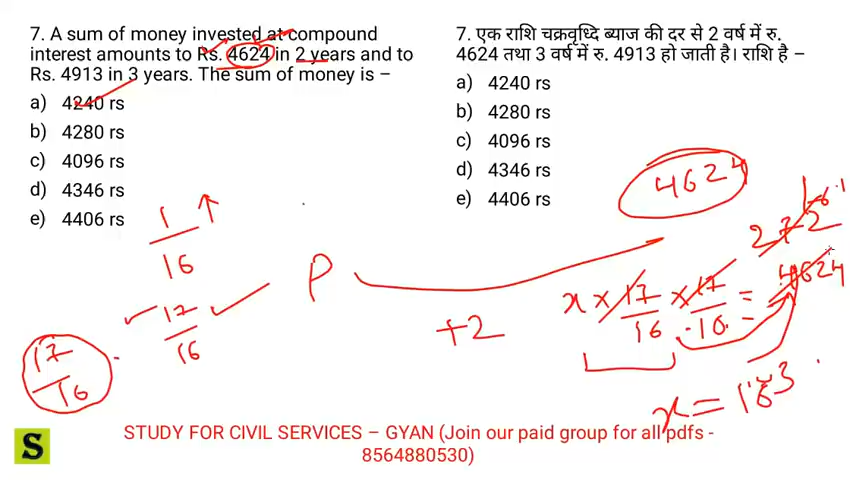 7. A sum of money invested at compound
interest amounts to Rs. 4624 in 2 years and to
Rs. 4913 in 3 years. The sum of money is –
a) 4240 rs
b) 4280 rs
c) 4096 rs
d) 4346 rs
e) 4406 rs
7. एक राशि चक्रवृध्दि ब्याज की दर से 2 वर्ष में रु.
4624 तथा 3 वर्ष में रु. 4913 हो जाती है। राशि है –
a) 4240 rs
b) 4280 rs
c) 4096 rs
d) 4346 rs
e) 4406 rs
4624
1/16
272
P
x × 17/16 × 17/16 = 4624
17/16
+2
17/16
S
STUDY FOR CIVIL SERVICES – GYAN (Join our paid group for all pdfs -
8564880530)